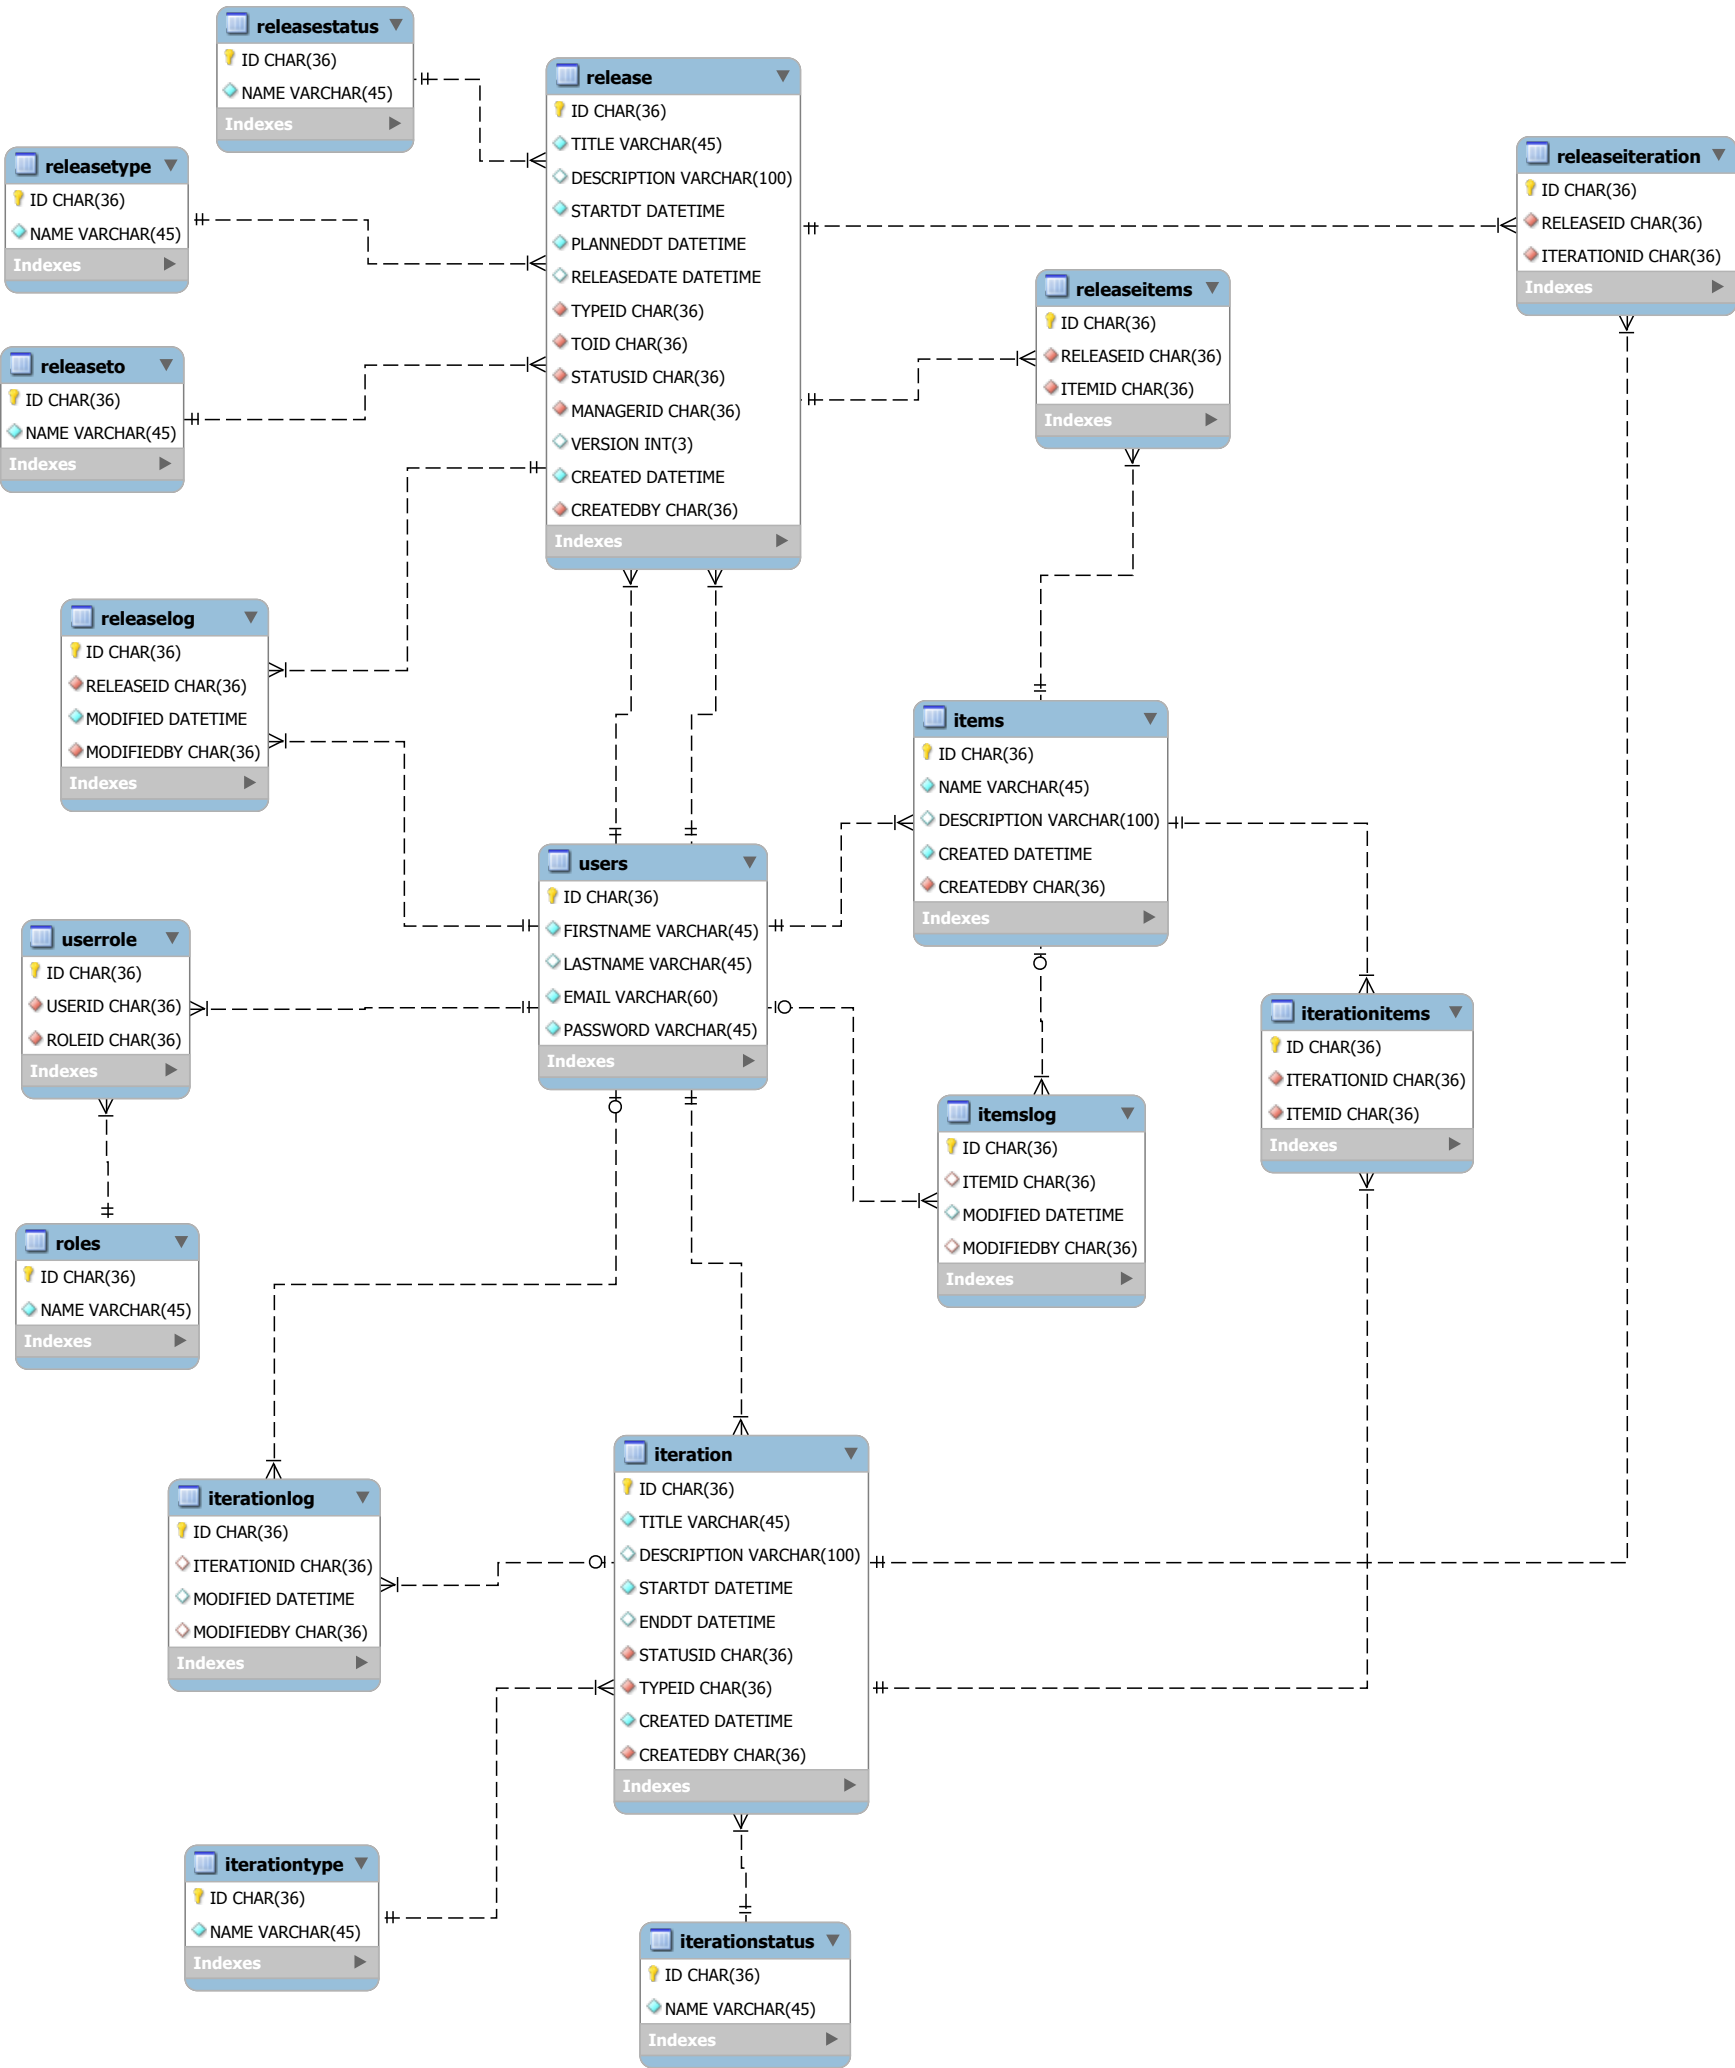 releasestatus
ID CHAR(36)
NAME VARCHAR(45)
Indexes
release
ID CHAR(36)
TITLE VARCHAR(45)
DESCRIPTION VARCHAR(100)
STARTDT DATETIME
PLANNEDDT DATETIME
RELEASEDATE DATETIME
TYPEID CHAR(36)
TOID CHAR(36)
STATUSID CHAR(36)
MANAGERID CHAR(36)
VERSION INT(3)
CREATED DATETIME
CREATEDBY CHAR(36)
Indexes
releasetype
ID CHAR(36)
NAME VARCHAR(45)
Indexes
releaseiteration
ID CHAR(36)
RELEASEID CHAR(36)
ITERATIONID CHAR(36)
Indexes
releaseitems
ID CHAR(36)
RELEASEID CHAR(36)
ITEMID CHAR(36)
Indexes
releaseto
ID CHAR(36)
NAME VARCHAR(45)
Indexes
releaselog
ID CHAR(36)
RELEASEID CHAR(36)
MODIFIED DATETIME
MODIFIEDBY CHAR(36)
Indexes
items
ID CHAR(36)
NAME VARCHAR(45)
DESCRIPTION VARCHAR(100)
CREATED DATETIME
CREATEDBY CHAR(36)
Indexes
users
ID CHAR(36)
FIRSTNAME VARCHAR(45)
LASTNAME VARCHAR(45)
EMAIL VARCHAR(60)
PASSWORD VARCHAR(45)
Indexes
userrole
ID CHAR(36)
USERID CHAR(36)
ROLEID CHAR(36)
Indexes
iterationitems
ID CHAR(36)
ITERATIONID CHAR(36)
ITEMID CHAR(36)
Indexes
itemslog
ID CHAR(36)
ITEMID CHAR(36)
MODIFIED DATETIME
MODIFIEDBY CHAR(36)
Indexes
roles
ID CHAR(36)
NAME VARCHAR(45)
Indexes
iteration
ID CHAR(36)
TITLE VARCHAR(45)
DESCRIPTION VARCHAR(100)
STARTDT DATETIME
ENDDT DATETIME
STATUSID CHAR(36)
TYPEID CHAR(36)
CREATED DATETIME
CREATEDBY CHAR(36)
Indexes
iterationlog
ID CHAR(36)
ITERATIONID CHAR(36)
MODIFIED DATETIME
MODIFIEDBY CHAR(36)
Indexes
iterationtype
ID CHAR(36)
NAME VARCHAR(45)
Indexes
iterationstatus
ID CHAR(36)
NAME VARCHAR(45)
Indexes